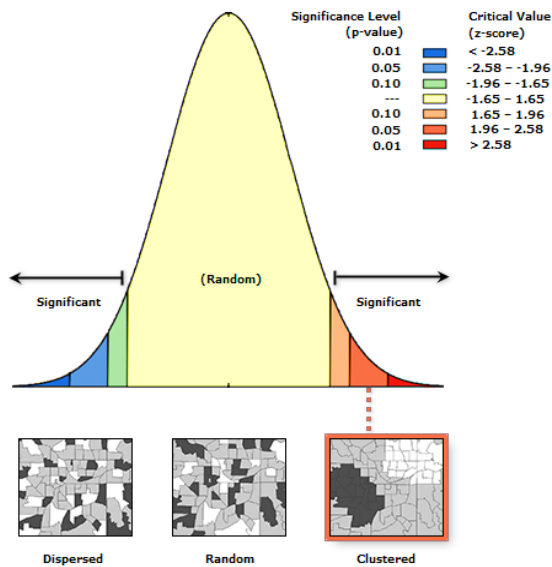 Significance Level Critical Value
(p-value) (z-score)
0.01 < -2.58
0.05 -2.58 – -1.96
0.10 -1.96 – -1.65
--- -1.65 – 1.65
0.10 1.65 – 1.96
0.05 1.96 – 2.58
0.01 > 2.58
Significant (Random) Significant
Dispersed Random Clustered